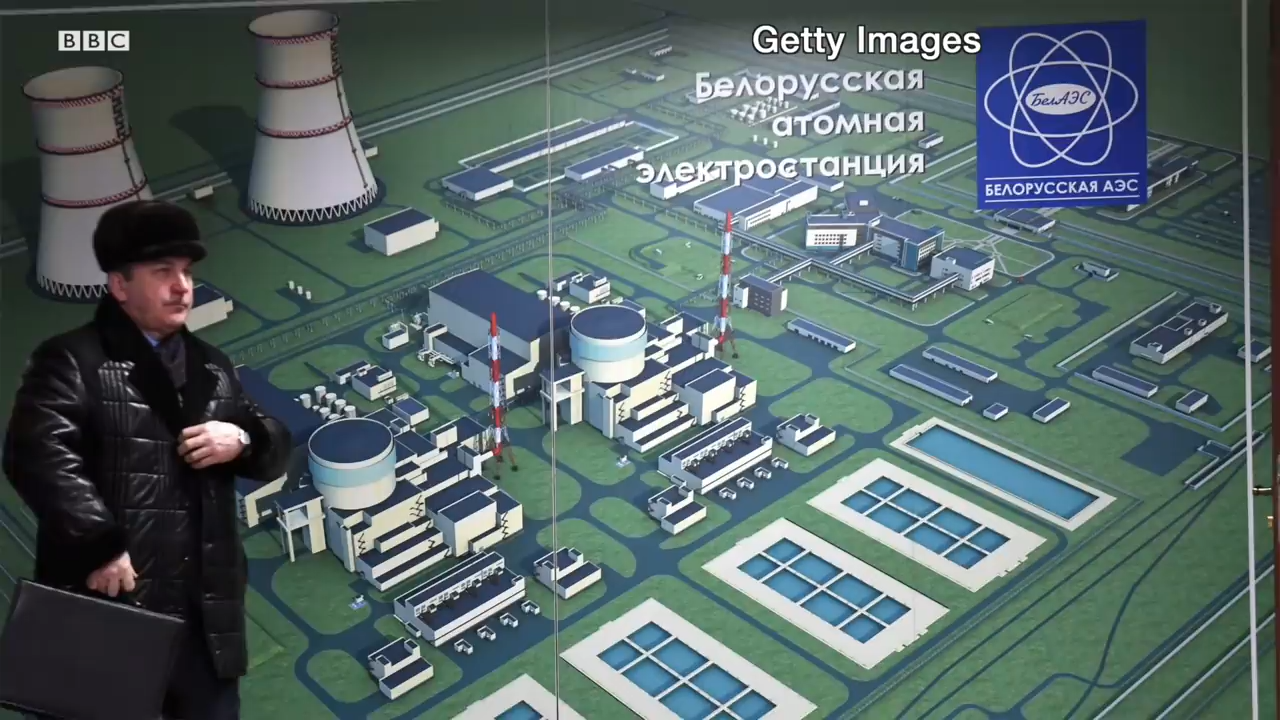 BBC
Getty Images
Белорусская
атомная
электростанция
БелАЭС
БЕЛОРУССКАЯ АЭС